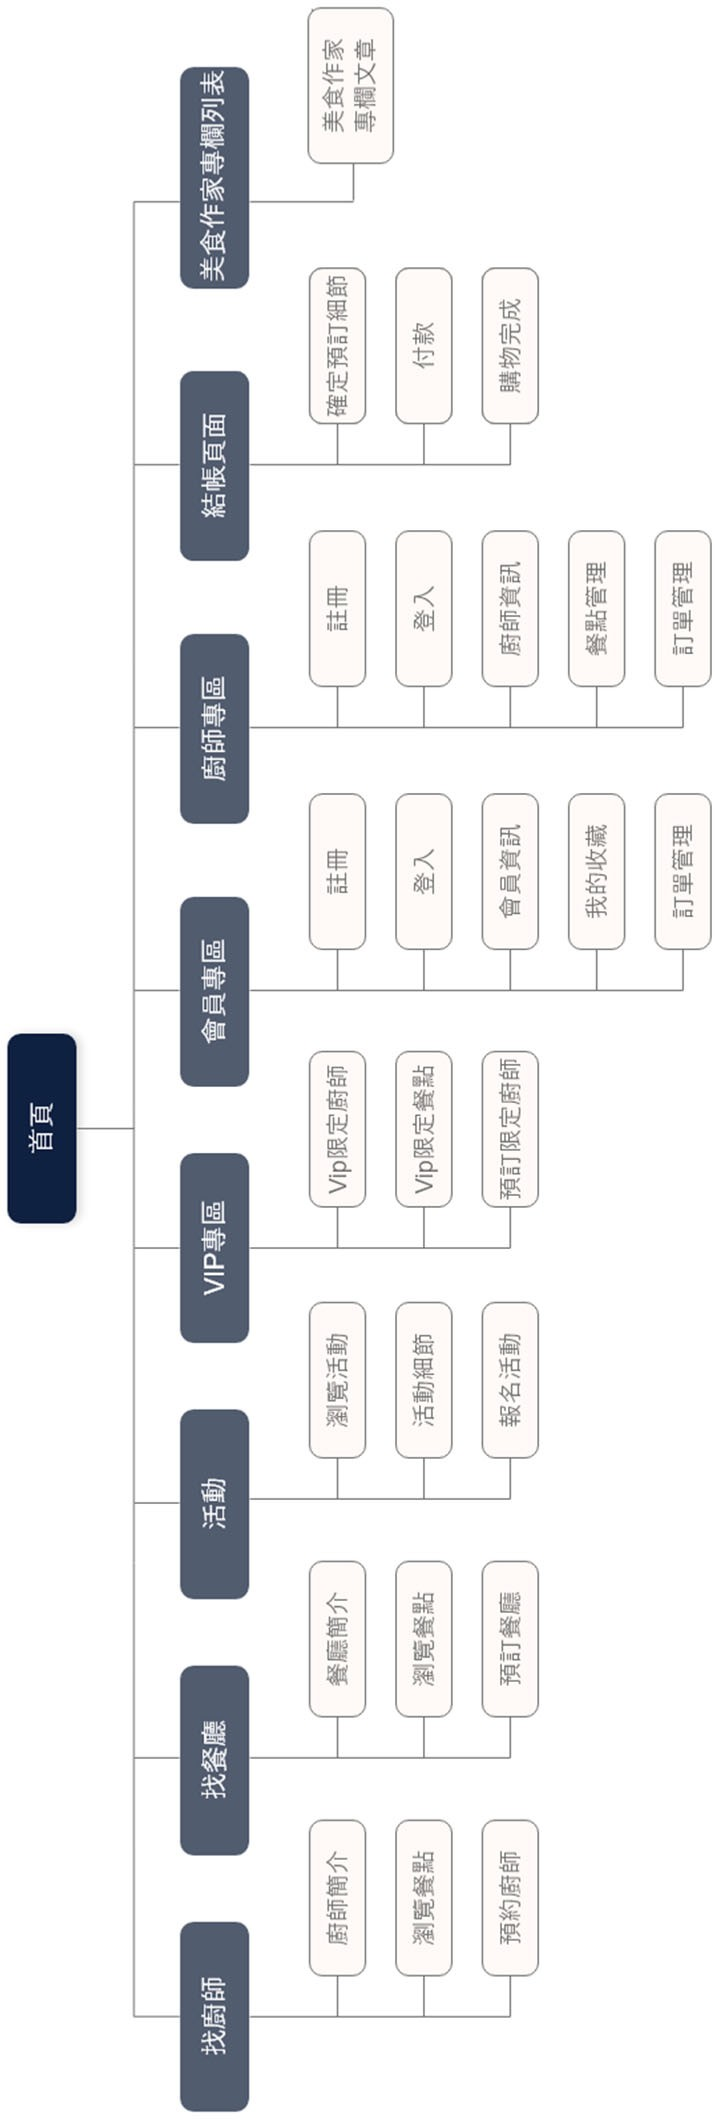 首頁
找廚師
廚師簡介
瀏覽餐點
預約廚師
找餐廳
餐廳簡介
瀏覽餐點
預訂餐廳
活動
瀏覽活動
活動細節
報名活動
VIP專區
Vip限定廚師
Vip限定餐點
預訂限定廚師
會員專區
註冊
登入
會員資訊
我的收藏
訂單管理
廚師專區
註冊
登入
廚師資訊
餐點管理
訂單管理
結帳頁面
確定預訂細節
付款
購物完成
美食作家專欄列表
美食作家
專欄文章